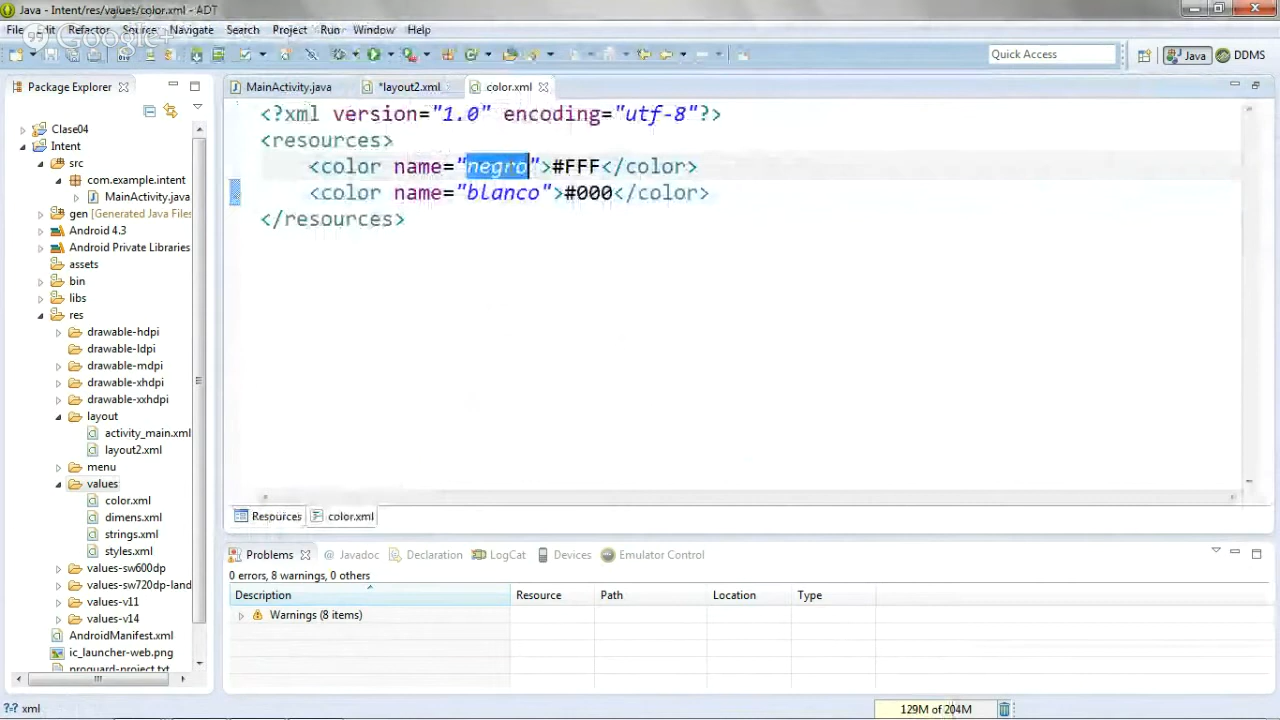 Java - Intent/res/values/color.xml - ADT
File Edit Refactor Source Navigate Search Project Run Window Help
Google+
Quick Access
Java
DDMS
Package Explorer
MainActivity.java
*layout2.xml
color.xml
Clase04
Intent
src
com.example.intent
MainActivity.java
gen [Generated Java Files
Android 4.3
Android Private Libraries
assets
bin
libs
res
drawable-hdpi
drawable-ldpi
drawable-mdpi
drawable-xhdpi
drawable-xxhdpi
layout
activity_main.xml
layout2.xml
menu
values
color.xml
dimens.xml
strings.xml
styles.xml
values-sw600dp
values-sw720dp-land
values-v11
values-v14
AndroidManifest.xml
ic_launcher-web.png
proguard-project.txt
<?xml version="1.0" encoding="utf-8"?>
<resources>
<color name="negro">#FFF</color>
<color name="blanco">#000</color>
</resources>
Resources
color.xml
Problems
Javadoc
Declaration
LogCat
Devices
Emulator Control
0 errors, 8 warnings, 0 others
Description Resource Path Location Type
Warnings (8 items)
xml
129M of 204M